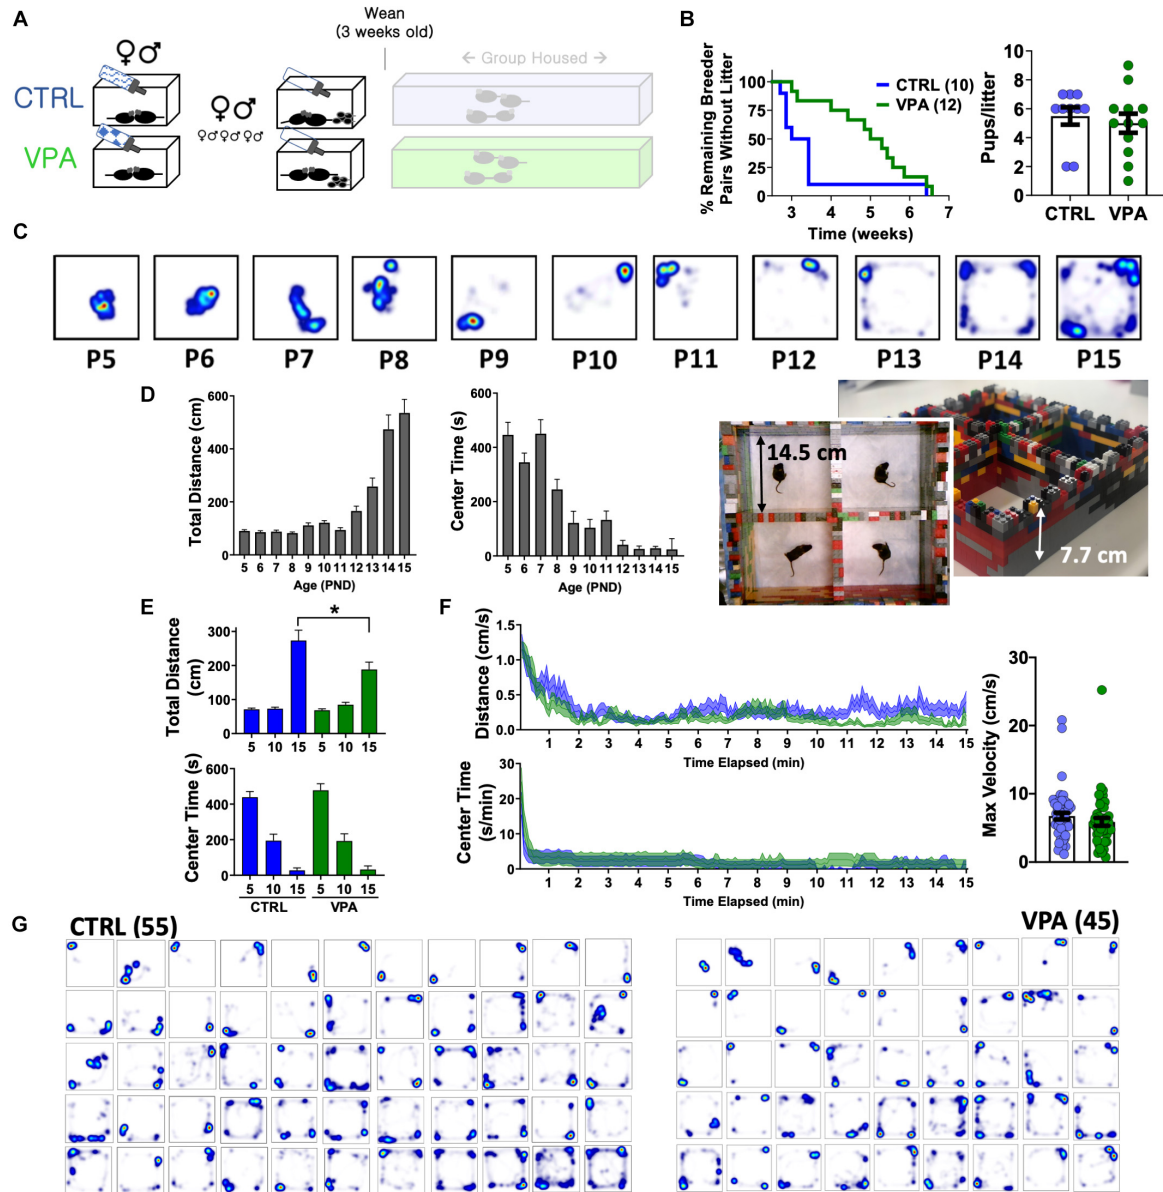 A
Wean
(3 weeks old)
← Group Housed →
♀♂
CTRL
♀♂
♀♂♀♂♀♂
VPA
B
% Remaining Breeder
Pairs Without Litter
100
75
50
25
0
3 4 5 6 7
Time (weeks)
CTRL (10)
VPA (12)
Pups/litter
10
8
6
4
2
0
CTRL VPA
C
P5 P6 P7 P8 P9 P10 P11 P12 P13 P14 P15
D
Total Distance (cm)
600
400
200
0
5 6 7 8 9 10 11 12 13 14 15
Age (PND)
Center Time (s)
600
400
200
0
5 6 7 8 9 10 11 12 13 14 15
Age (PND)
14.5 cm
7.7 cm
E
*
Total Distance
(cm)
300
200
100
0
5 10 15 5 10 15
Center Time (s)
600
400
200
0
5 10 15 5 10 15
CTRL VPA
F
Distance (cm/s)
1.5
1.0
0.5
0.0
1 2 3 4 5 6 7 8 9 10 11 12 13 14 15
Time Elapsed (min)
Center Time
(s/min)
30
20
10
0
1 2 3 4 5 6 7 8 9 10 11 12 13 14 15
Time Elapsed (min)
Max Velocity (cm/s)
30
20
10
0
G
CTRL (55)
VPA (45)